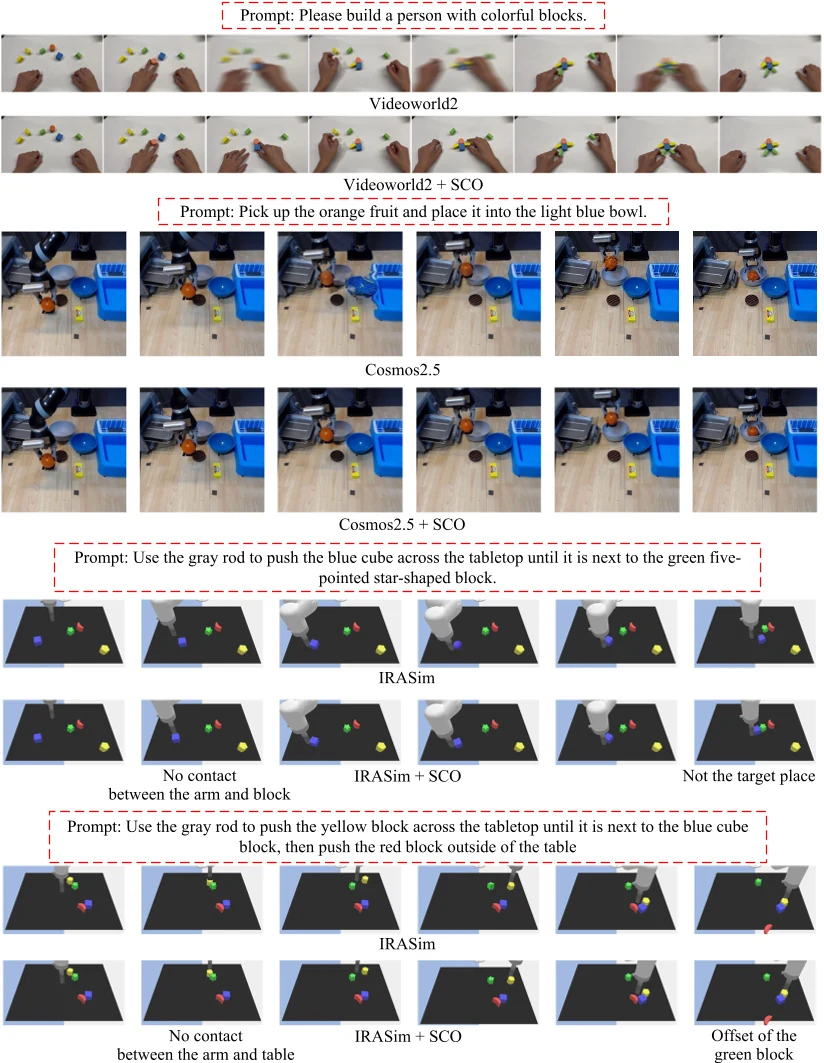 Prompt: Please build a person with colorful blocks.
Videoworld2
Videoworld2 + SCO
Prompt: Pick up the orange fruit and place it into the light blue bowl.
Cosmos2.5
Cosmos2.5 + SCO
Prompt: Use the gray rod to push the blue cube across the tabletop until it is next to the green five-
pointed star-shaped block.
IRASim
No contact
between the arm and block
IRASim + SCO
Not the target place
Prompt: Use the gray rod to push the yellow block across the tabletop until it is next to the blue cube
block, then push the red block outside of the table
IRASim
No contact
between the arm and table
IRASim + SCO
Offset of the
green block